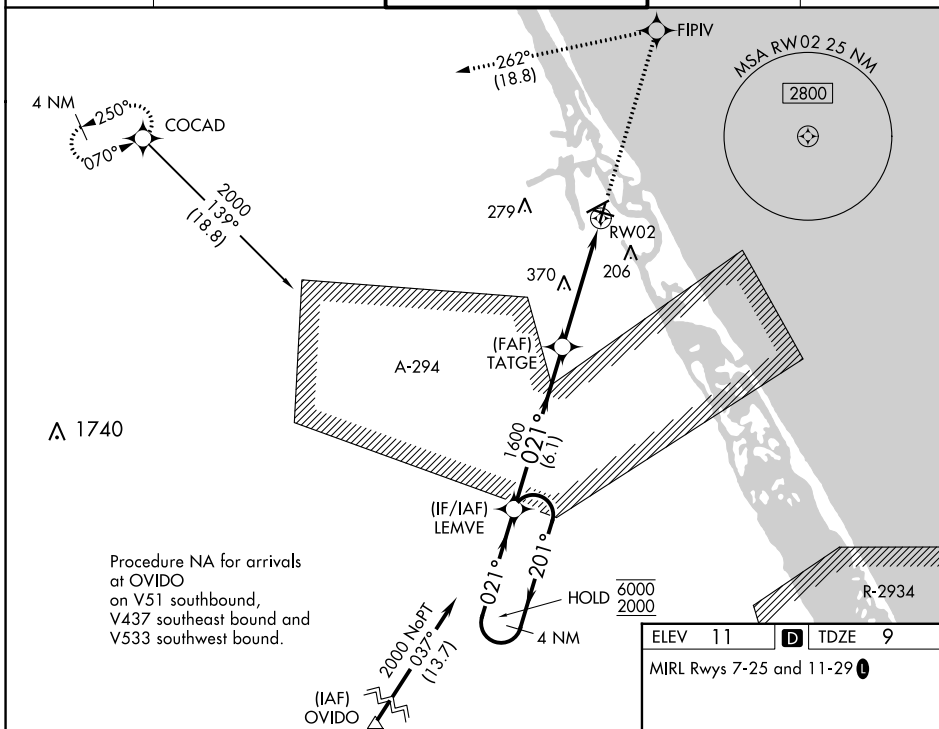 FIPIV
262°
(18.8)
MSA RW02 25 NM
2800
4 NM
250°
070°
COCAD
2000
139°
(18.8)
279
RW02
206
370
(FAF)
TATGE
A-294
1740
1600
021°
(6.1)
(IF/IAF)
LEMVE
021°
201°
HOLD
6000
2000
4 NM
Procedure NA for arrivals
at OVIDO
on V51 southbound,
V437 southeast bound and
V533 southwest bound.
2000 NoPT
037°
(13.7)
(IAF)
OVIDO
R-2934
ELEV 11 D TDZE 9
MIRL Rwys 7-25 and 11-29 L